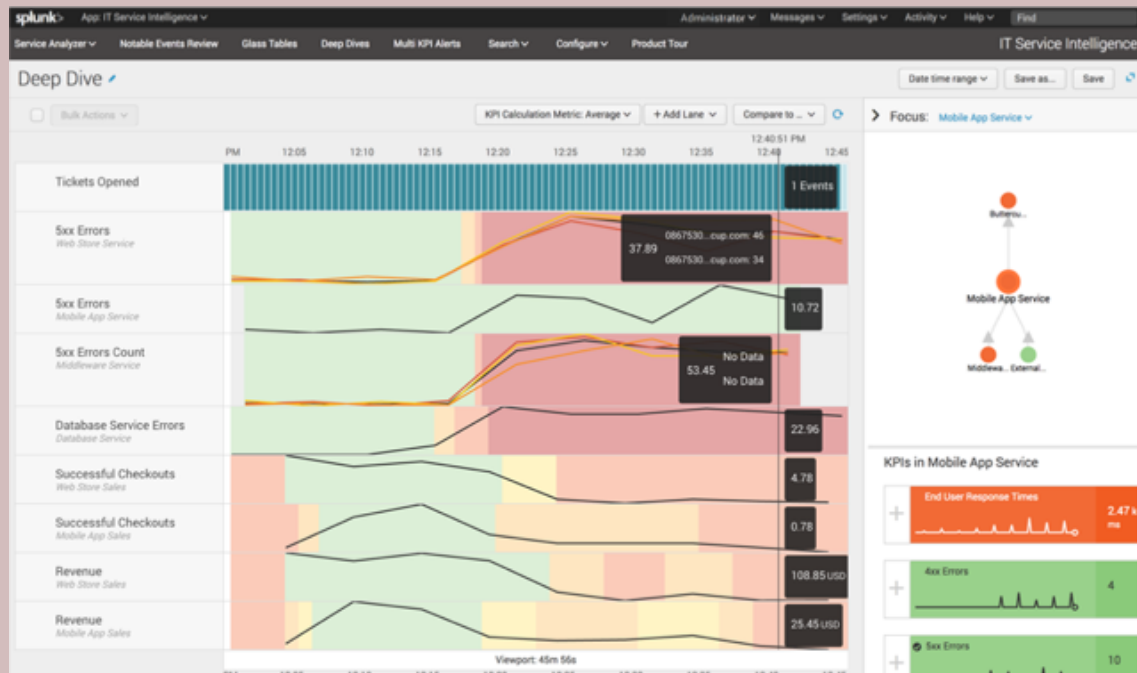 splunk> App: IT Service Intelligence Administrator Messages Settings Activity Help Find
Service Analyzer Notable Events Review Glass Tables Deep Dives Multi KPI Alerts Search Configure Product Tour IT Service Intelligence
Deep Dive Date time range Save as... Save
Bulk Actions KPI Calculation Metric: Average + Add Lane Compare to ... Focus: Mobile App Service
12:40:51 PM
PM 12:05 12:10 12:15 12:20 12:25 12:30 12:35 12:40 12:45
Tickets Opened
1 Events
5xx Errors
Web Store Service
37.89
0867530...cup.com: 46
0867530...cup.com: 34
5xx Errors
Mobile App Service
10.72
5xx Errors Count
Middleware Service
53.45
No Data
No Data
Database Service Errors
Database Service
22.96
Successful Checkouts
Web Store Sales
4.78
Successful Checkouts
Mobile App Sales
0.78
Revenue
Web Store Sales
108.85 USD
Revenue
Mobile App Sales
25.45 USD
Viewport: 45m 56s
Mobile App Service
Middlewa... External...
KPIs in Mobile App Service
End User Response Times
2.47
ms
4xx Errors
4
5xx Errors
10